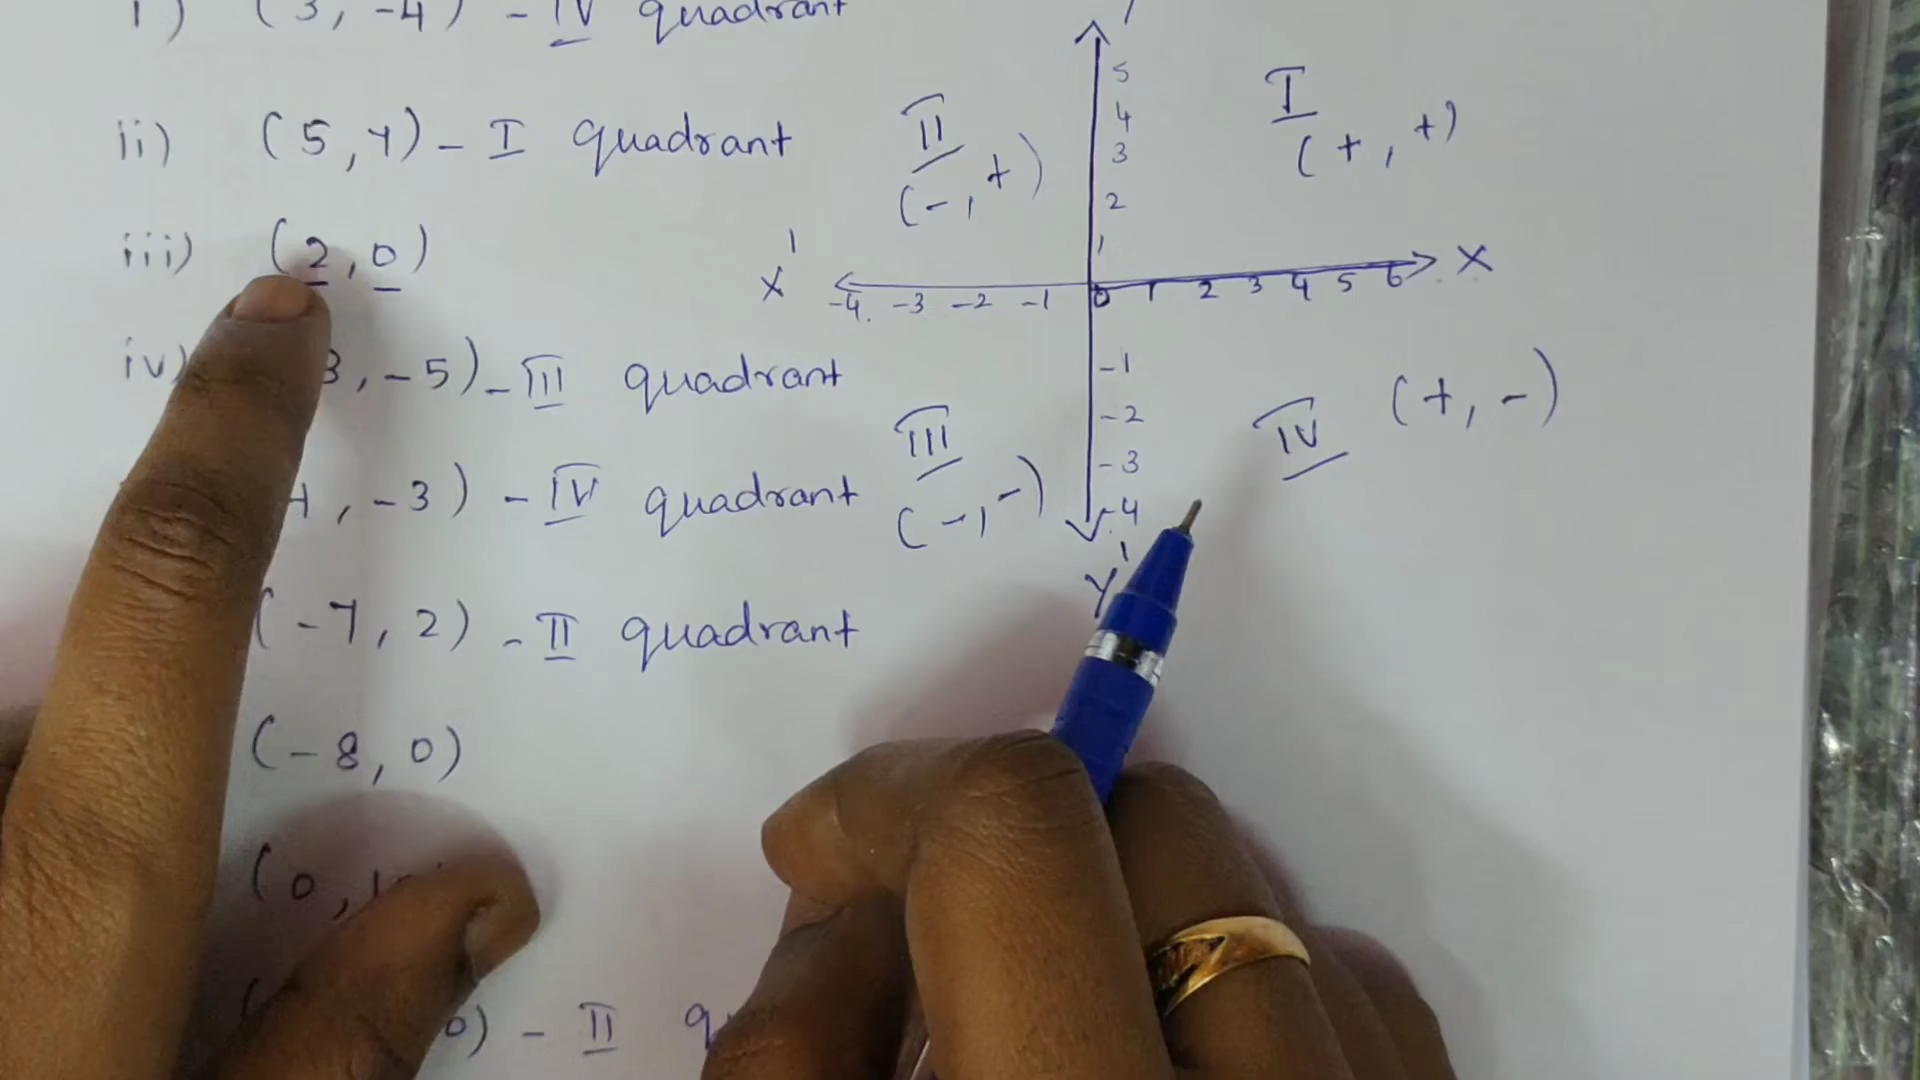 i) (3, -4) - IV quadrant
ii) (5, 7) - I quadrant
iii) (2, 0)
iv) 3, -5) - III quadrant
, -3) - IV quadrant
(-7, 2) - II quadrant
(-8, 0)
(0,
0) - II
5
4
3
2
1
II
(-, +)
I
(+, +)
X'
-4 -3 -2 -1 0 1 2 3 4 5 6
X
-1
-2
-3
-4
III
(-, -)
IV (+, -)
Y'